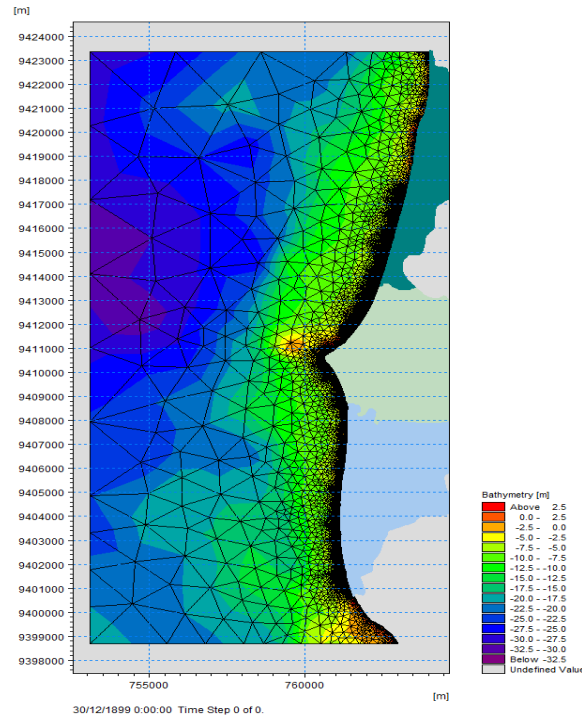 [m]
9424000
9423000
9422000
9421000
9420000
9419000
9418000
9417000
9416000
9415000
9414000
9413000
9412000
9411000
9410000
9409000
9408000
9407000
9406000
9405000
9404000
9403000
9402000
9401000
9400000
9399000
9398000
755000 760000
[m]
30/12/1899 0:00:00 Time Step 0 of 0.
Bathymetry [m]
Above 2.5
0.0 - 2.5
-2.5 - 0.0
-5.0 - -2.5
-7.5 - -5.0
-10.0 - -7.5
-12.5 - -10.0
-15.0 - -12.5
-17.5 - -15.0
-20.0 - -17.5
-22.5 - -20.0
-25.0 - -22.5
-27.5 - -25.0
-30.0 - -27.5
-32.5 - -30.0
Below -32.5
Undefined Value